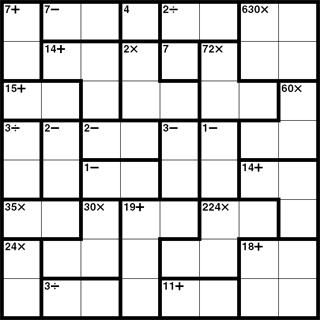 7+ 7− 4 2÷ 630×
14+ 2× 7 72×
15+ 60×
3÷ 2− 2− 3− 1−
1− 14+
35× 30× 19+ 224×
24× 18+
3÷ 11+